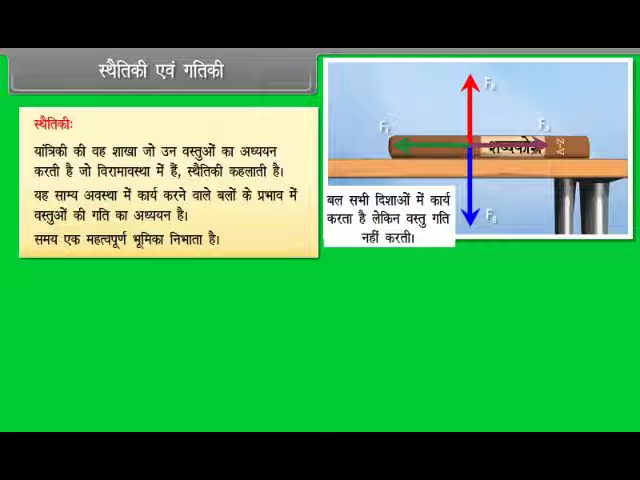 स्थैतिकी एवं गतिकी
स्थैतिकीः
यांत्रिकी की वह शाखा जो उन वस्तुओं का अध्ययन
करती है जो विरामावस्था में हैं, स्थैतिकी कहलाती है।
यह साम्य अवस्था में कार्य करने वाले बलों के प्रभाव में
वस्तुओं की गति का अध्ययन है।
समय एक महत्वपूर्ण भूमिका निभाता है।
शब्दकोश
बल सभी दिशाओं में कार्य
करता है लेकिन वस्तु गति
नहीं करती।